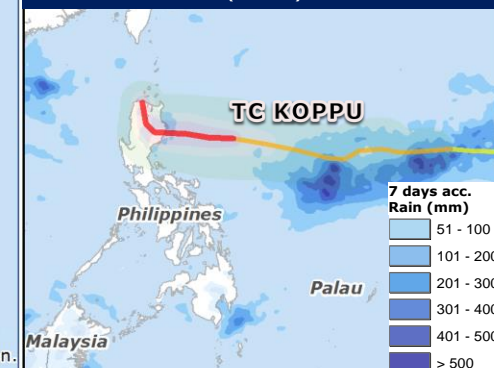 TC KOPPU
Philippines
Palau
Malaysia
n.
7 days acc.
Rain (mm)
51 - 100
101 - 200
201 - 300
301 - 400
401 - 500
> 500